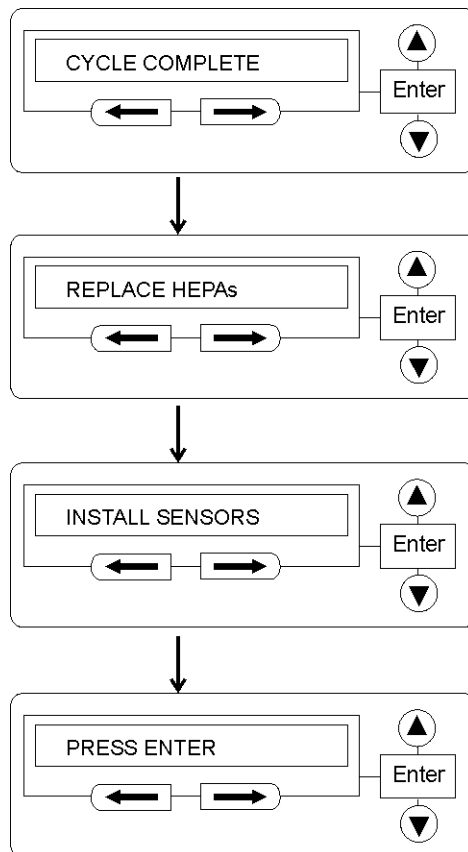 CYCLE COMPLETE
Enter
REPLACE HEPAs
Enter
INSTALL SENSORS
Enter
PRESS ENTER
Enter